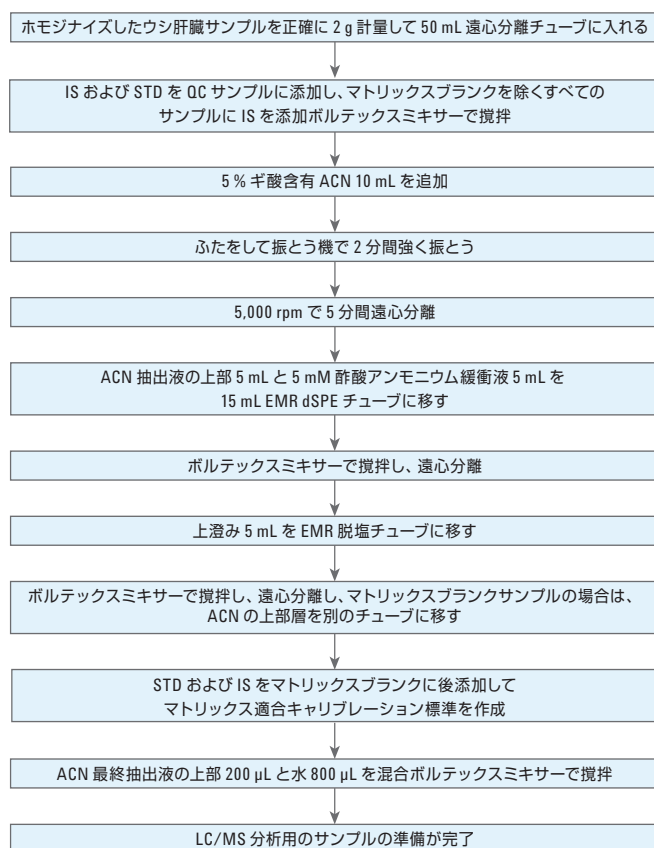 ホモジナイズしたウシ肝臓サンプルを正確に 2 g 計量して 50 mL 遠心分離チューブに入れる
IS および STD を QC サンプルに添加し、マトリックスブランクを除くすべての
サンプルに IS を添加ボルテックスミキサーで撹拌
5 % ギ酸含有 ACN 10 mL を追加
ふたをして振とう機で 2 分間強く振とう
5,000 rpm で 5 分間遠心分離
ACN 抽出液の上部 5 mL と 5 mM 酢酸アンモニウム緩衝液 5 mL を
15 mL EMR dSPE チューブに移す
ボルテックスミキサーで撹拌し、遠心分離
上澄み 5 mL を EMR 脱塩チューブに移す
ボルテックスミキサーで撹拌し、遠心分離し、マトリックスブランクサンプルの場合は、
ACN の上部層を別のチューブに移す
STD および IS をマトリックスブランクに後添加して
マトリックス適合キャリブレーション標準を作成
ACN 最終抽出液の上部 200 µL と水 800 µL を混合ボルテックスミキサーで撹拌
LC/MS 分析用のサンプルの準備が完了